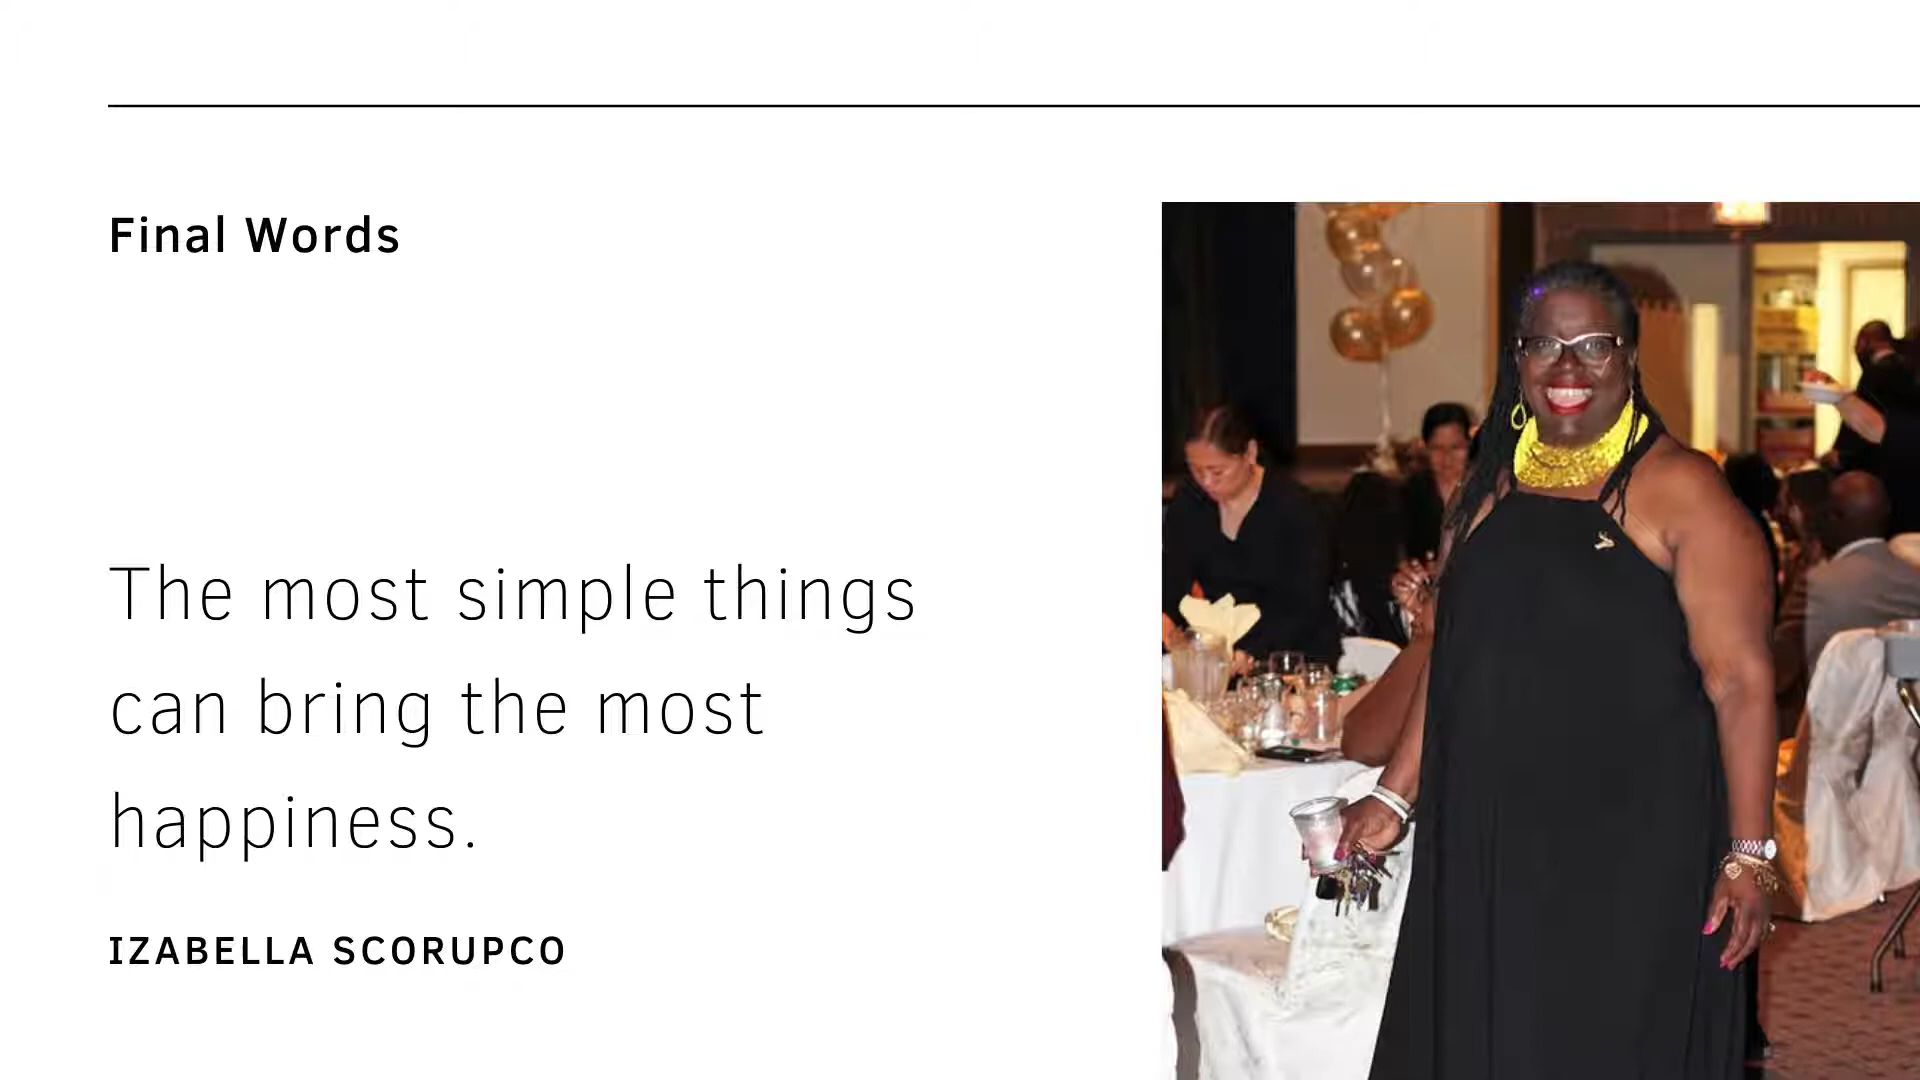 Final Words
The most simple things
can bring the most
happiness.
IZABELLA SCORUPCO